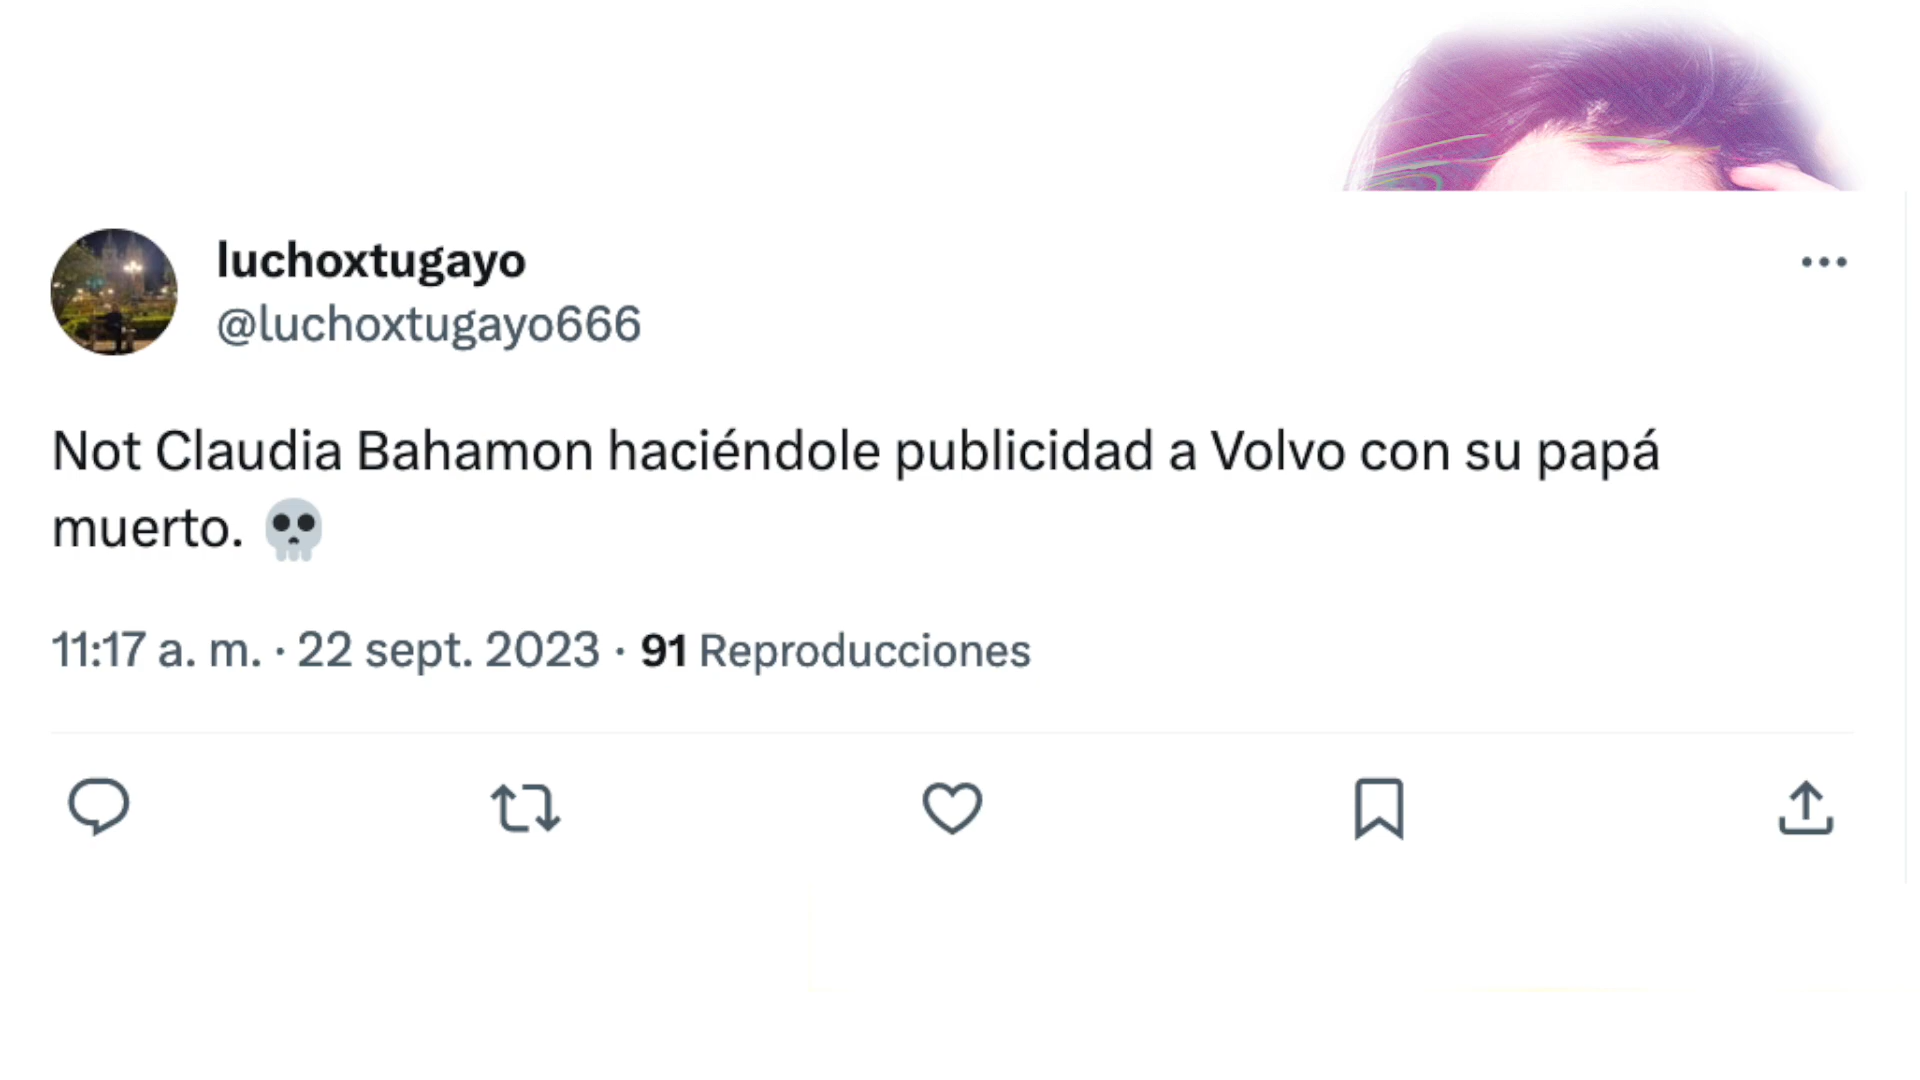 luchoxtugayo
@luchoxtugayo666
Not Claudia Bahamon haciéndole publicidad a Volvo con su papá
muerto. 💀
11:17 a. m. · 22 sept. 2023 · 91 Reproducciones